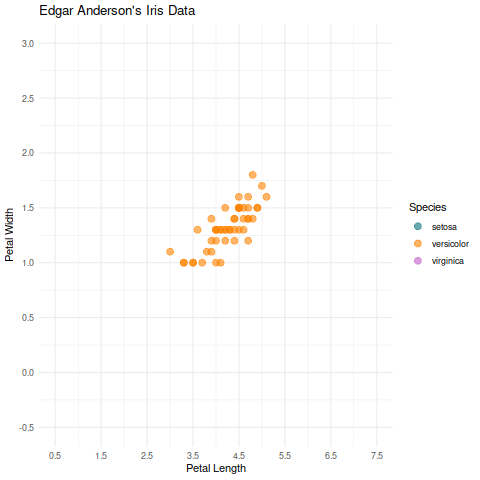 Edgar Anderson's Iris Data
3.0
2.5
2.0
1.5
1.0
0.5
0.0
-0.5
Petal Width
0.5 1.5 2.5 3.5 4.5 5.5 6.5 7.5
Petal Length
Species
setosa
versicolor
virginica